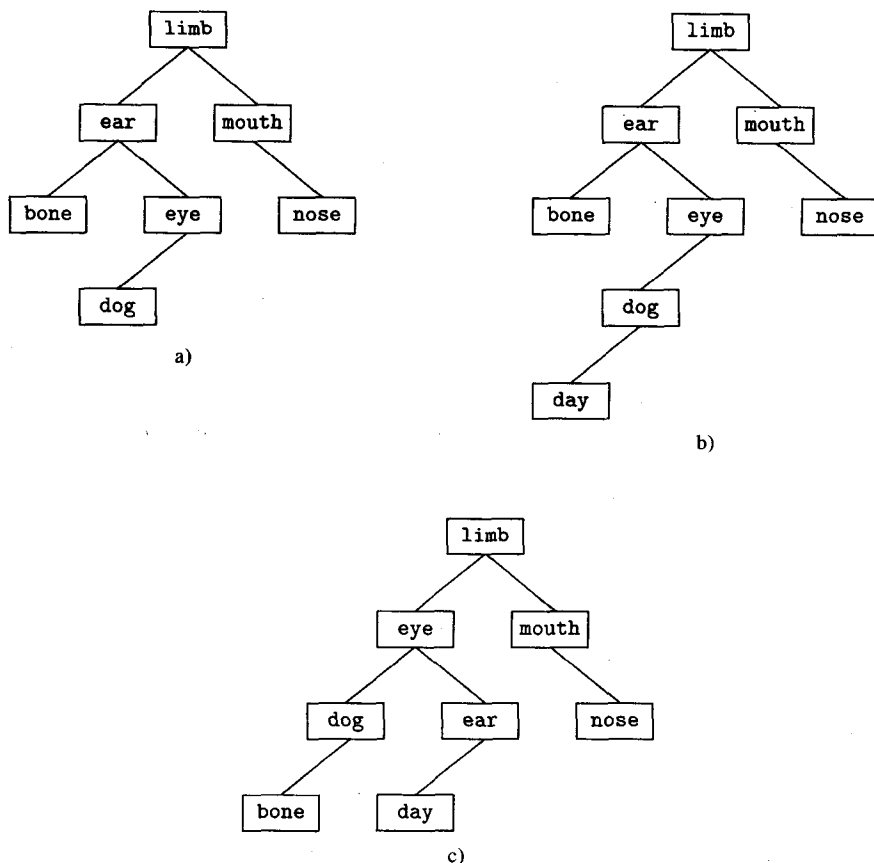 limb
limb
ear mouth
ear mouth
bone eye nose
bone eye nose
dog
dog
a)
day
b)
limb
eye mouth
dog ear nose
bone day
c)